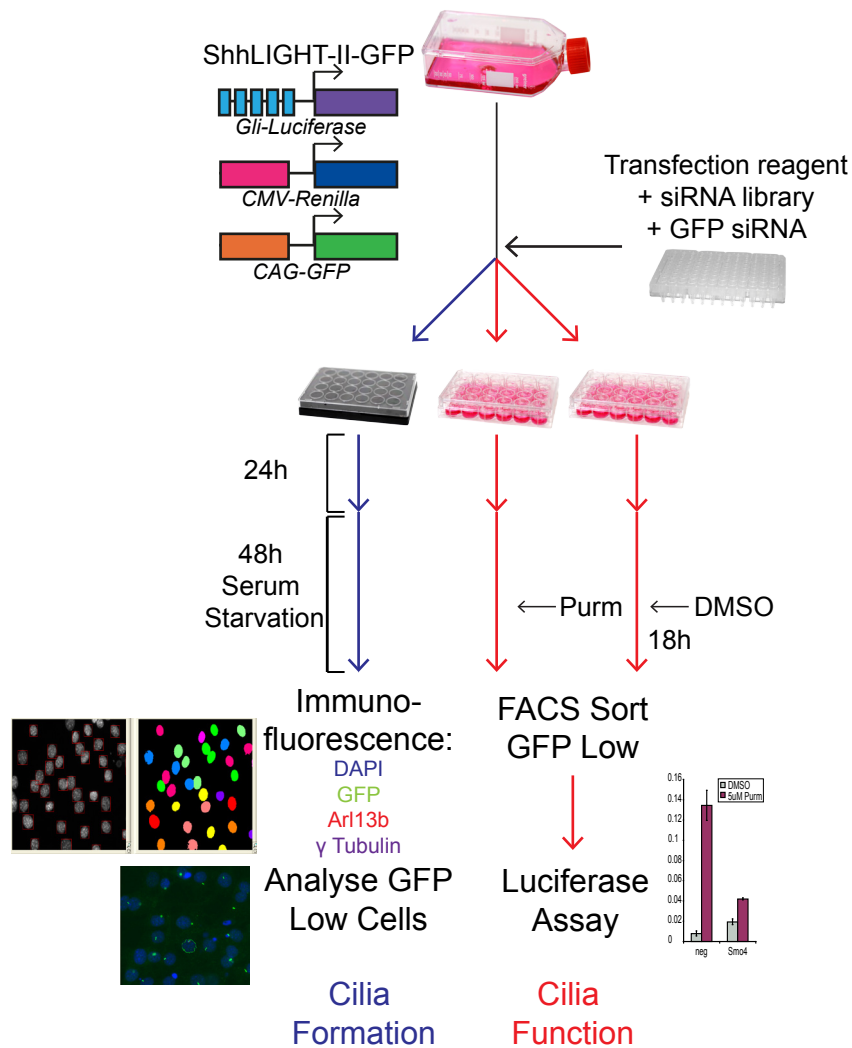 ShhLIGHT-II-GFP
Gli-Luciferase
CMV-Renilla
CAG-GFP
Transfection reagent
+ siRNA library
+ GFP siRNA
24h
48h
Serum
Starvation
Purm
DMSO
18h
Immuno-
fluorescence:
DAPI
GFP
Arl13b
γ Tubulin
Analyse GFP
Low Cells
FACS Sort
GFP Low
Luciferase
Assay
DMSO
5uM Purm
0.16
0.14
0.12
0.1
0.08
0.06
0.04
0.02
0
neg
Smo4
Cilia
Formation
Cilia
Function